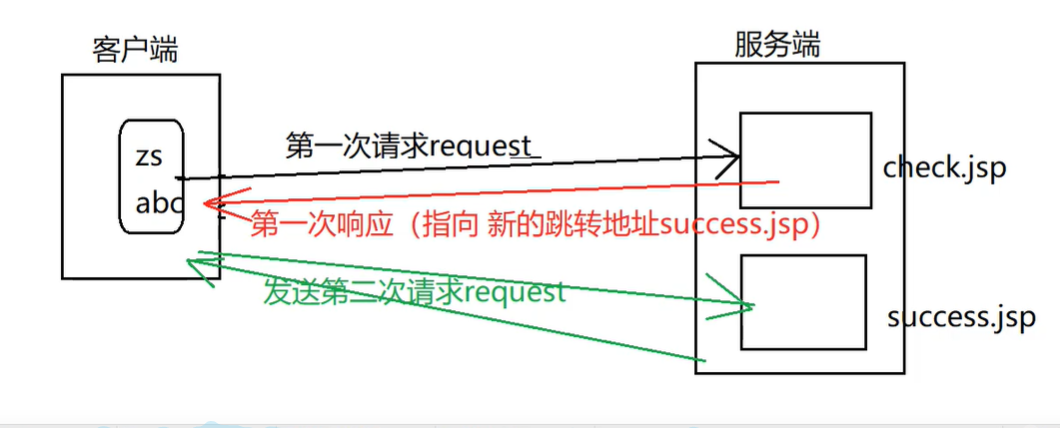 客户端
服务端
zs
abc
第一次请求request
check.jsp
第一次响应（指向 新的跳转地址success.jsp）
发送第二次请求request
success.jsp